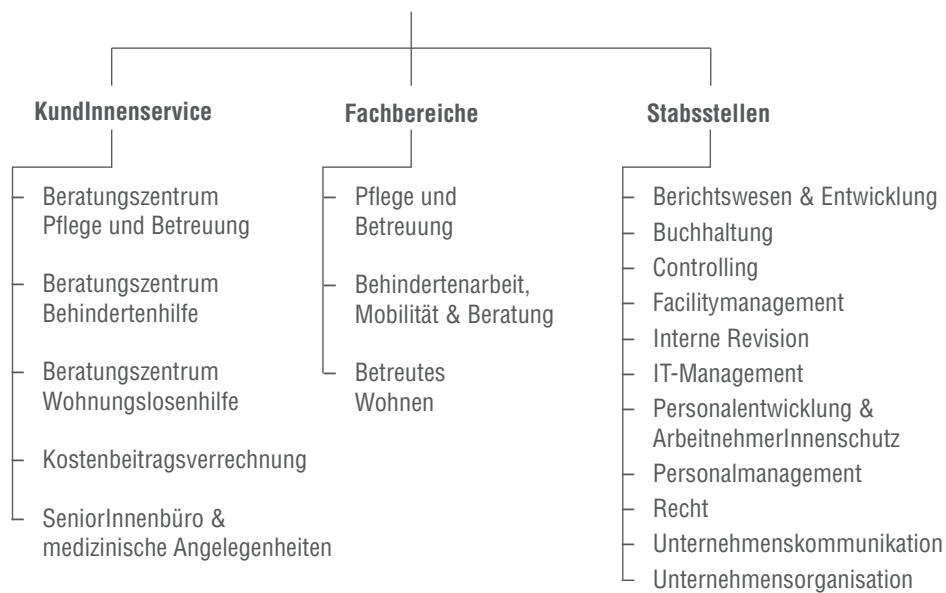 KundInnenservice
Beratungszentrum
Pflege und Betreuung
Beratungszentrum
Behindertenhilfe
Beratungszentrum
Wohnungslosenhilfe
Kostenbeitragsverrechnung
SeniorInnenbüro &
medizinische Angelegenheiten
Fachbereiche
Pflege und
Betreuung
Behindertenarbeit,
Mobilität & Beratung
Betreutes
Wohnen
Stabsstellen
Berichtswesen & Entwicklung
Buchhaltung
Controlling
Facilitymanagement
Interne Revision
IT-Management
Personalentwicklung &
ArbeitnehmerInnenschutz
Personalmanagement
Recht
Unternehmenskommunikation
Unternehmensorganisation